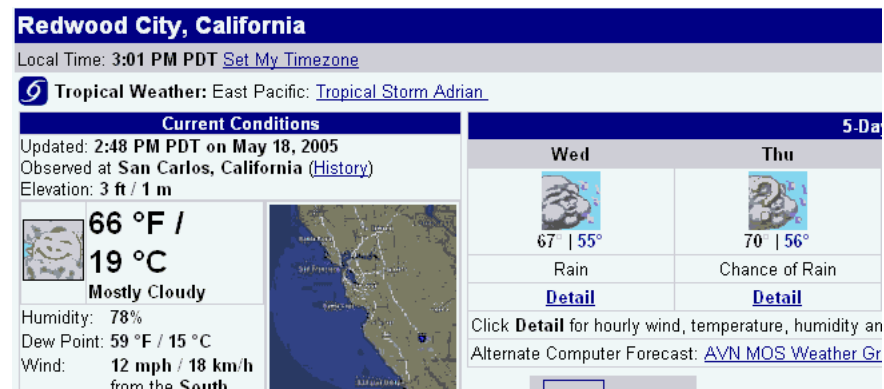 Redwood City, California
Local Time: 3:01 PM PDT Set My Timezone
Tropical Weather: East Pacific: Tropical Storm Adrian
Current Conditions
Updated: 2:48 PM PDT on May 18, 2005
Observed at San Carlos, California (History)
Elevation: 3 ft / 1 m
66 °F /
19 °C
Mostly Cloudy
Humidity: 78%
Dew Point: 59 °F / 15 °C
Wind: 12 mph / 18 km/h
from the South
5-Day
Wed Thu
67° | 55° 70° | 56°
Rain Chance of Rain
Detail Detail
Click Detail for hourly wind, temperature, humidity an
Alternate Computer Forecast: AVN MOS Weather Gr